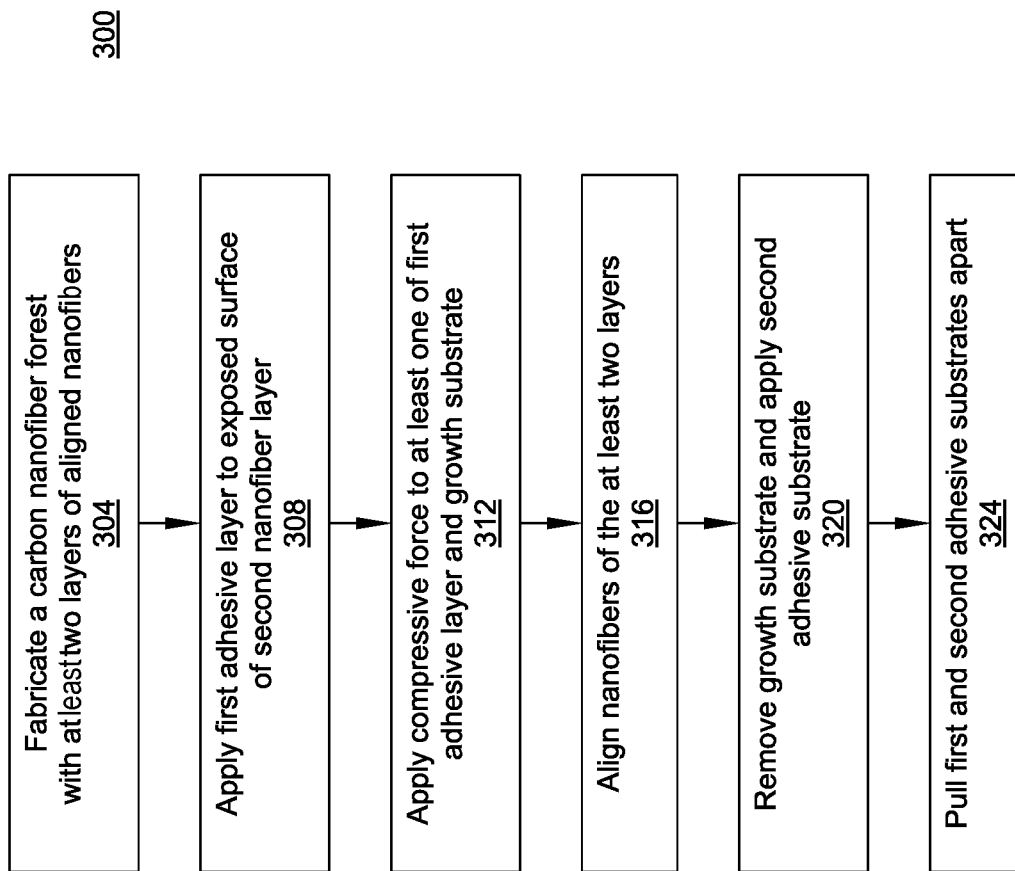 300
Fabricate a carbon nanofiber forest
with atleasttwo layers of aligned nanofibers
304
Apply first adhesive layer to exposed surface
of second nanofiber layer
308
Apply compressive force to at least one of first
adhesive layer and growth substrate
312
Align nanofibers of the at least two layers
316
Remove growth substrate and apply second
adhesive substrate
320
Pull first and second adhesive substrates apart
324